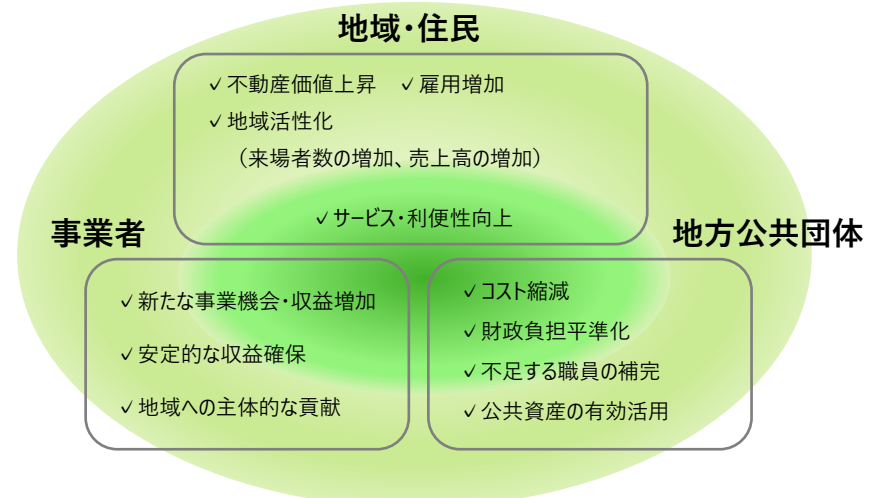 地域・住民
✓不動産価値上昇 ✓雇用増加
✓地域活性化
（来場者数の増加、売上高の増加）
✓サービス・利便性向上
事業者
✓新たな事業機会・収益増加
✓安定的な収益確保
✓地域への主体的な貢献
地方公共団体
✓コスト縮減
✓財政負担平準化
✓不足する職員の補完
✓公共資産の有効活用